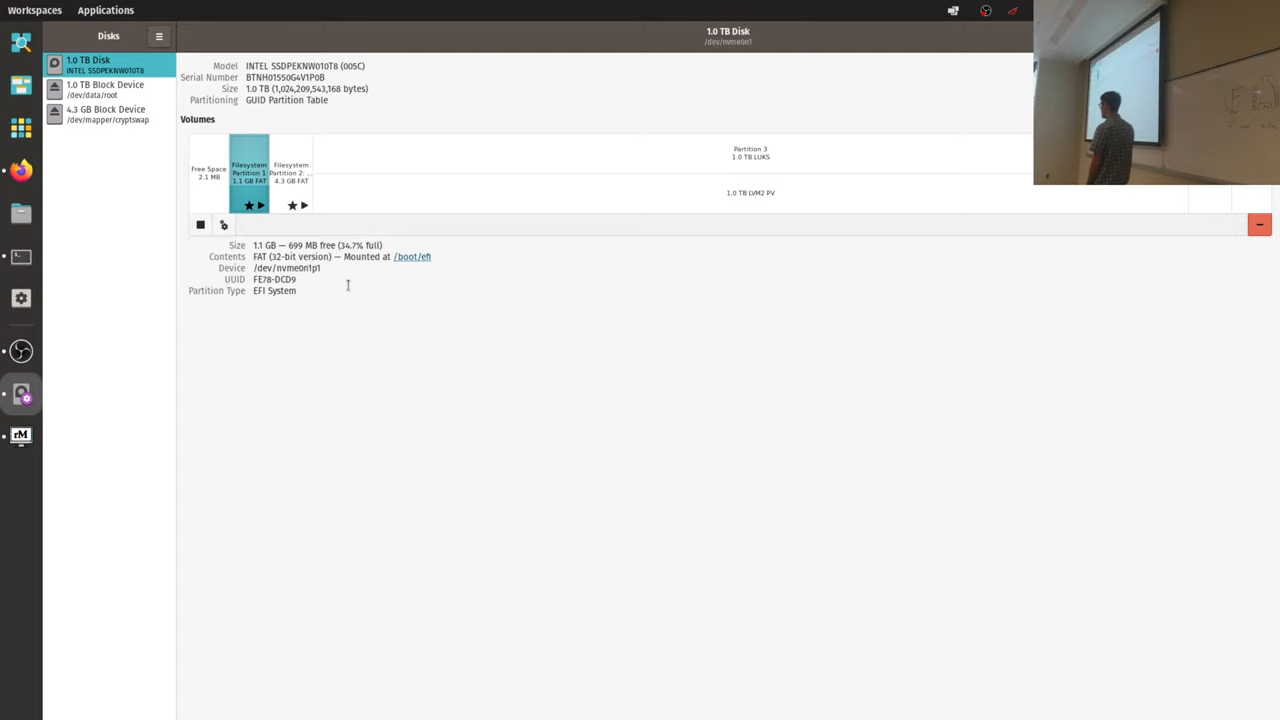 Workspaces Applications
Disks
1.0 TB Disk
/dev/nvme0n1
1.0 TB Disk
INTEL SSDPEKNW010T8
1.0 TB Block Device
/dev/data/root
4.3 GB Block Device
/dev/mapper/cryptswap
Model INTEL SSDPEKNW010T8 (005C)
Serial Number BTNH01550G4V1P0B
Size 1.0 TB (1,024,209,543,168 bytes)
Partitioning GUID Partition Table
Volumes
Free Space
2.1 MB
Filesystem
Partition 1
1.1 GB FAT
Filesystem
Partition 2: ...
4.3 GB FAT
Partition 3
1.0 TB LUKS
1.0 TB LVM2 PV
Size 1.1 GB — 699 MB free (34.7% full)
Contents FAT (32-bit version) — Mounted at /boot/efi
Device /dev/nvme0n1p1
UUID FE78-DCD9
Partition Type EFI System
rM